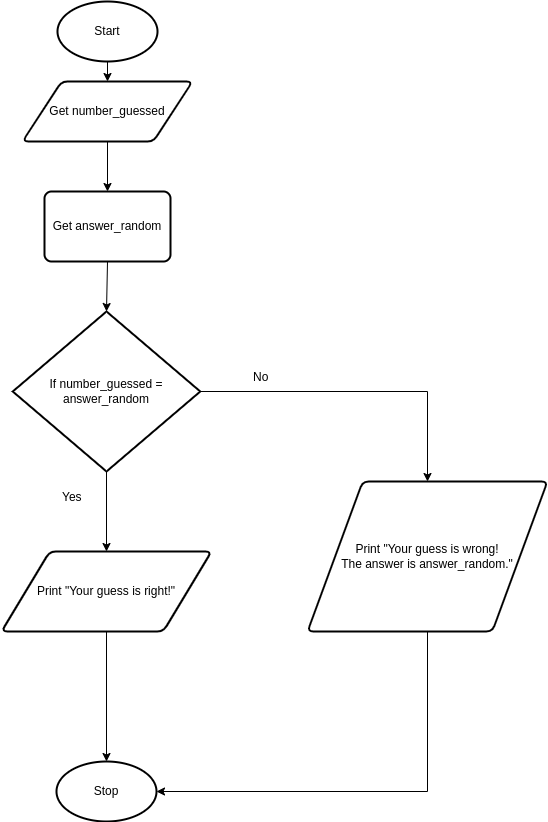 Start
Get number_guessed
Get answer_random
If number_guessed =
answer_random
No
Yes
Print "Your guess is wrong!
The answer is answer_random."
Print "Your guess is right!"
Stop